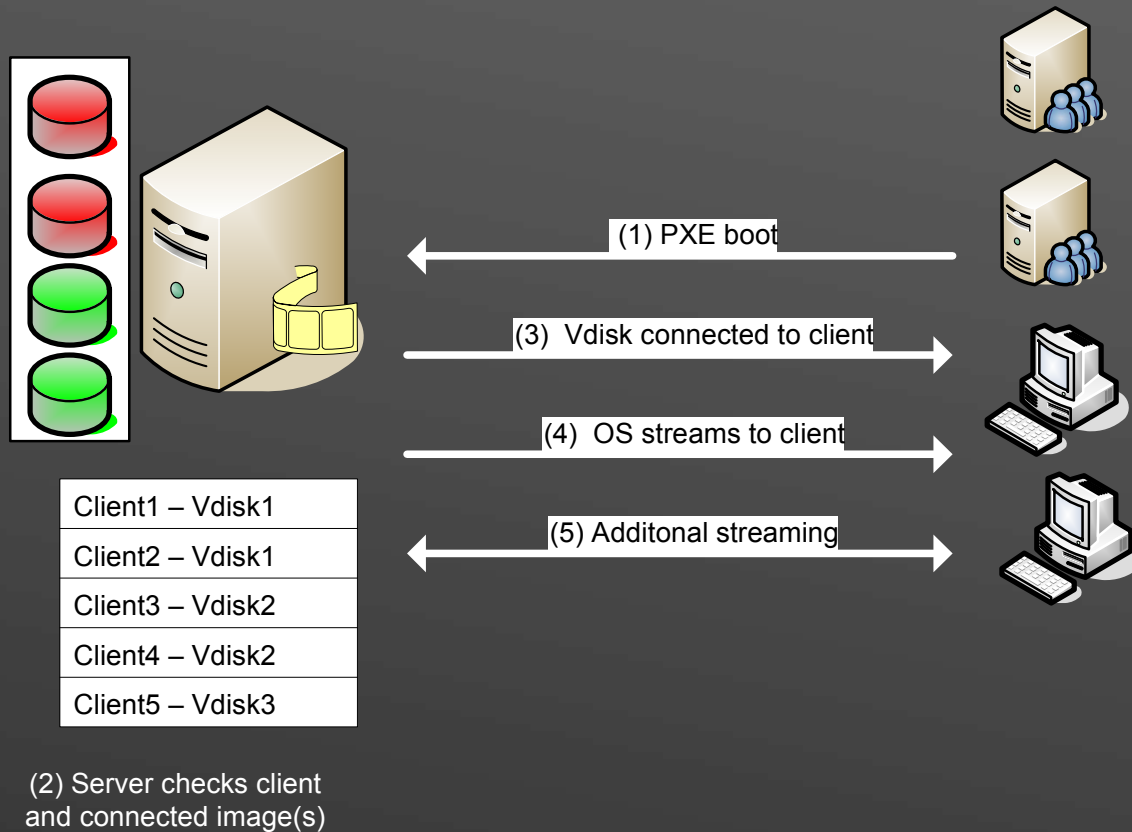 (1) PXE boot
(3) Vdisk connected to client
(4) OS streams to client
(5) Additonal streaming
Client1 – Vdisk1
Client2 – Vdisk1
Client3 – Vdisk2
Client4 – Vdisk2
Client5 – Vdisk3
(2) Server checks client
and connected image(s)